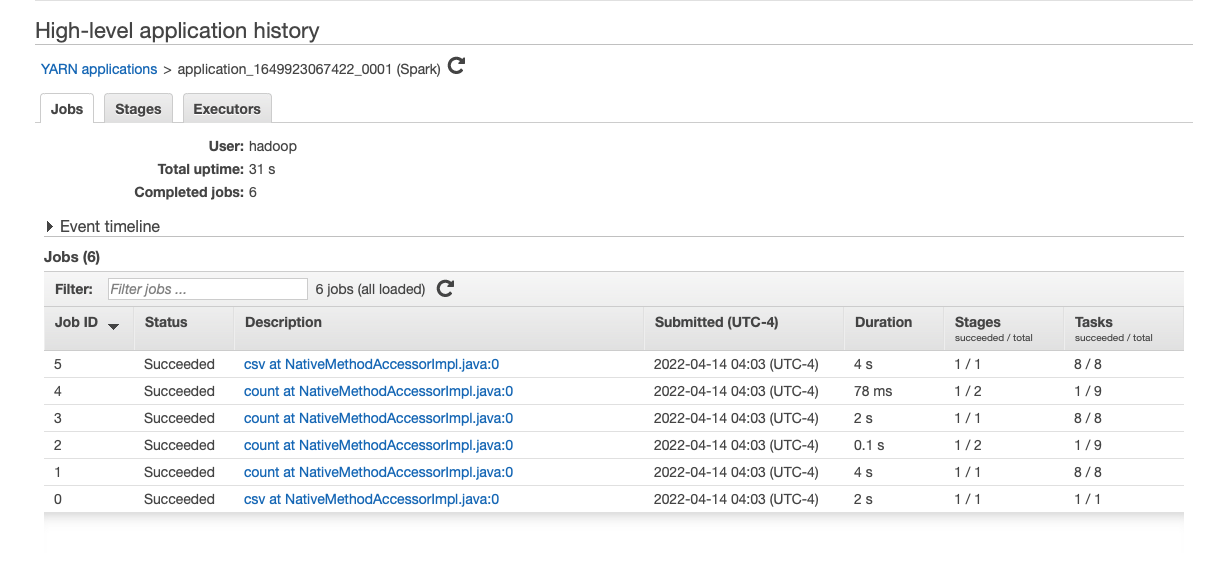 High-level application history
YARN applications > application_1649923067422_0001 (Spark)
Jobs Stages Executors
User: hadoop
Total uptime: 31 s
Completed jobs: 6
Event timeline
Jobs (6)
Filter: Filter jobs ... 6 jobs (all loaded)
Job ID Status Description Submitted (UTC-4) Duration Stages Tasks
succeeded / total succeeded / total
5 Succeeded csv at NativeMethodAccessorImpl.java:0 2022-04-14 04:03 (UTC-4) 4 s 1 / 1 8 / 8
4 Succeeded count at NativeMethodAccessorImpl.java:0 2022-04-14 04:03 (UTC-4) 78 ms 1 / 2 1 / 9
3 Succeeded count at NativeMethodAccessorImpl.java:0 2022-04-14 04:03 (UTC-4) 2 s 1 / 1 8 / 8
2 Succeeded count at NativeMethodAccessorImpl.java:0 2022-04-14 04:03 (UTC-4) 0.1 s 1 / 2 1 / 9
1 Succeeded count at NativeMethodAccessorImpl.java:0 2022-04-14 04:03 (UTC-4) 4 s 1 / 1 8 / 8
0 Succeeded csv at NativeMethodAccessorImpl.java:0 2022-04-14 04:03 (UTC-4) 2 s 1 / 1 1 / 1